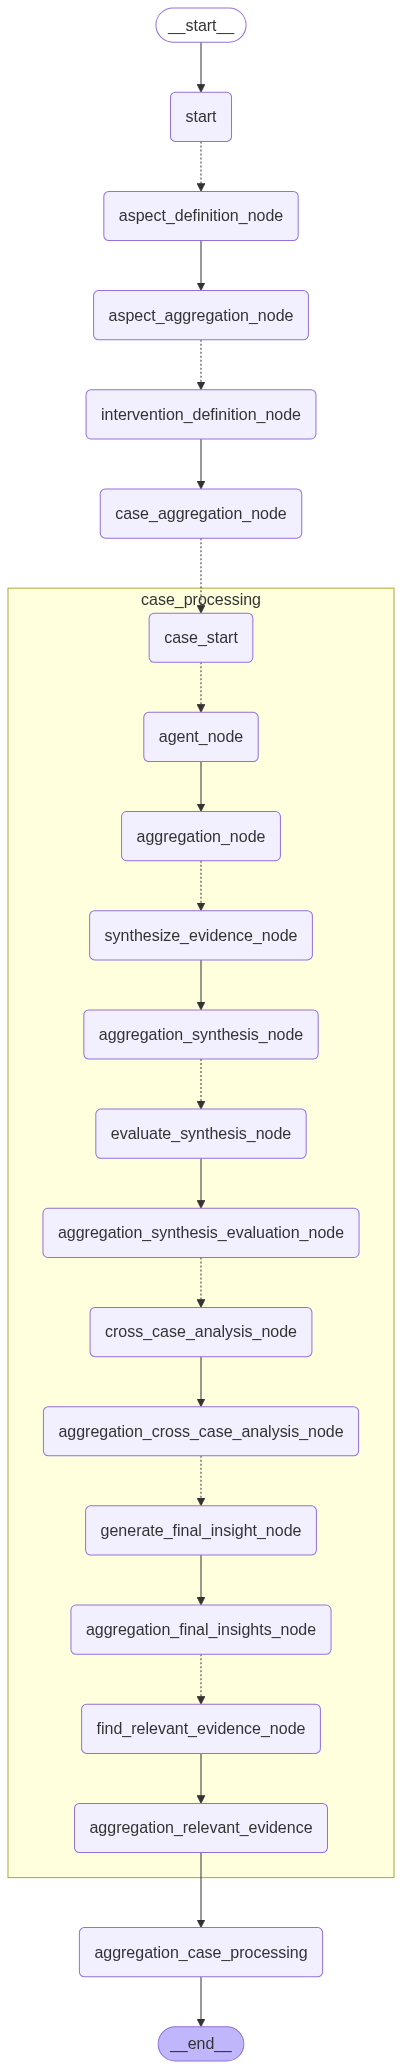 __start__
start
aspect_definition_node
aspect_aggregation_node
intervention_definition_node
case_aggregation_node
case_processing
case_start
agent_node
aggregation_node
synthesize_evidence_node
aggregation_synthesis_node
evaluate_synthesis_node
aggregation_synthesis_evaluation_node
cross_case_analysis_node
aggregation_cross_case_analysis_node
generate_final_insight_node
aggregation_final_insights_node
find_relevant_evidence_node
aggregation_relevant_evidence
aggregation_case_processing
__end__